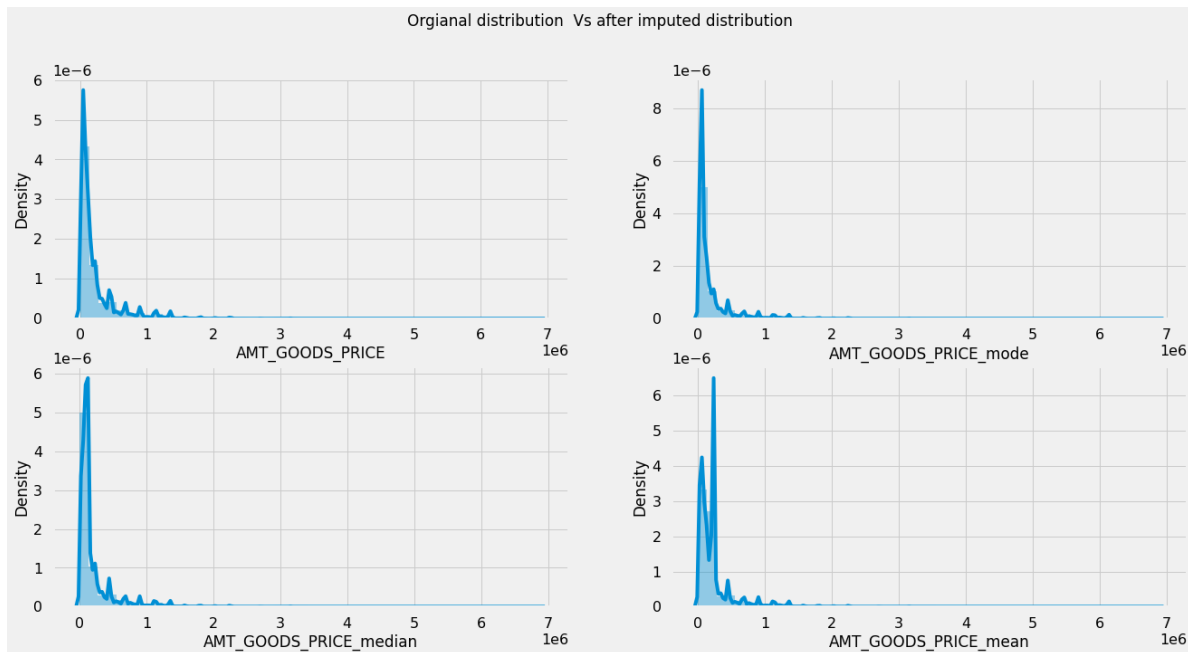 Orgianal distribution  Vs after imputed distribution
1e−6
6
5
4
3
2
1
0
Density
0 1 2 3 4 5 6 7
1e6
AMT_GOODS_PRICE
1e−6
8
6
4
2
0
Density
0 1 2 3 4 5 6 7
1e6
AMT_GOODS_PRICE_mode
1e−6
6
5
4
3
2
1
0
Density
0 1 2 3 4 5 6 7
1e6
AMT_GOODS_PRICE_median
1e−6
6
5
4
3
2
1
0
Density
0 1 2 3 4 5 6 7
1e6
AMT_GOODS_PRICE_mean